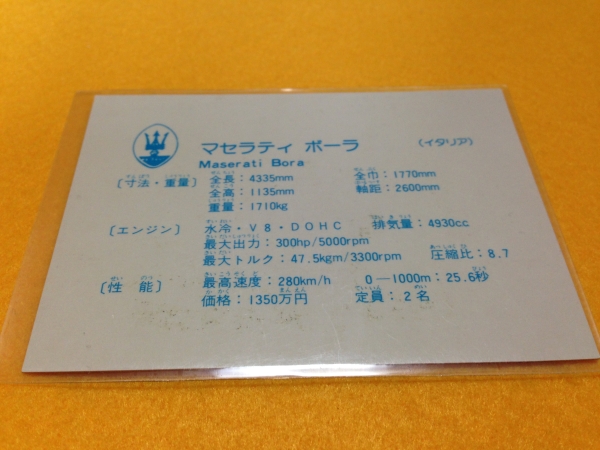 マセラティ ボーラ (イタリア)
Maserati Bora
〔寸法・重量〕 全長：4335mm 全巾：1770mm
全高：1135mm 軸距：2600mm
重量：1710kg
〔エンジン〕 水冷・V8・DOHC 排気量：4930cc
最大出力：300hp/5000rpm
最大トルク：47.5kgm/3300rpm 圧縮比：8.7
〔性能〕 最高速度：280km/h 0—1000m：25.6秒
価格：1350万円 定員：2名